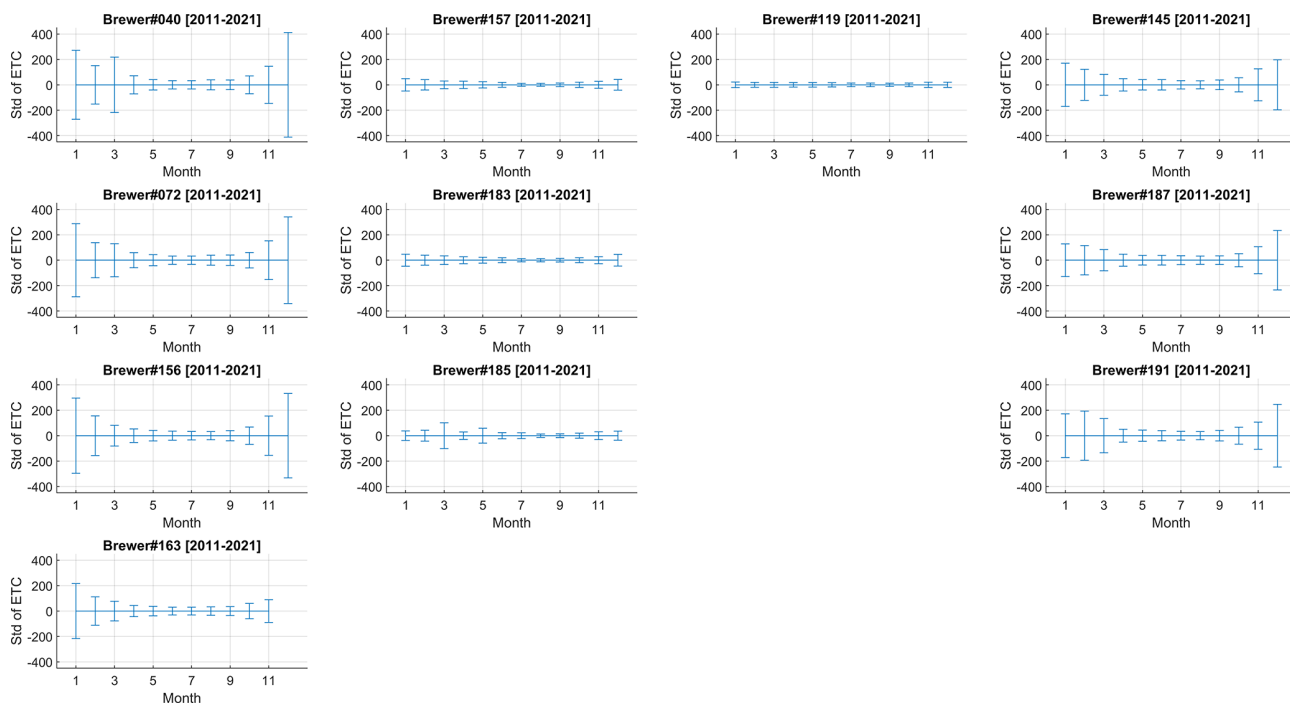 Brewer#040 [2011-2021]
Std of ETC
400
200
0
-200
-400
1 3 5 7 9 11
Month
Brewer#157 [2011-2021]
Std of ETC
400
200
0
-200
-400
1 3 5 7 9 11
Month
Brewer#119 [2011-2021]
Std of ETC
400
200
0
-200
-400
1 3 5 7 9 11
Month
Brewer#145 [2011-2021]
Std of ETC
400
200
0
-200
-400
1 3 5 7 9 11
Month
Brewer#072 [2011-2021]
Std of ETC
400
200
0
-200
-400
1 3 5 7 9 11
Month
Brewer#183 [2011-2021]
Std of ETC
400
200
0
-200
-400
1 3 5 7 9 11
Month
Brewer#187 [2011-2021]
Std of ETC
400
200
0
-200
-400
1 3 5 7 9 11
Month
Brewer#156 [2011-2021]
Std of ETC
400
200
0
-200
-400
1 3 5 7 9 11
Month
Brewer#185 [2011-2021]
Std of ETC
400
200
0
-200
-400
1 3 5 7 9 11
Month
Brewer#191 [2011-2021]
Std of ETC
400
200
0
-200
-400
1 3 5 7 9 11
Month
Brewer#163 [2011-2021]
Std of ETC
400
200
0
-200
-400
1 3 5 7 9 11
Month